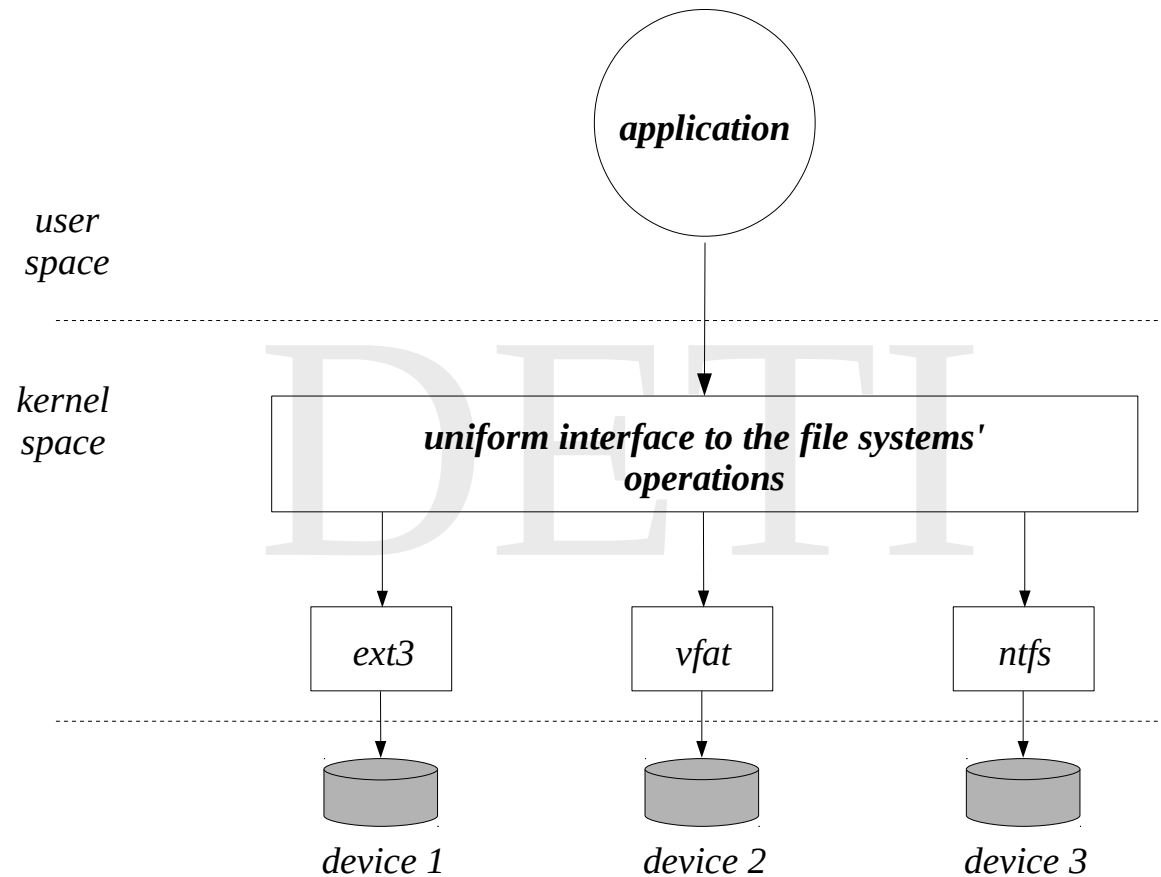 application
user
space
kernel
space
DETI
uniform interface to the file systems'
operations
ext3
vfat
ntfs
device 1
device 2
device 3